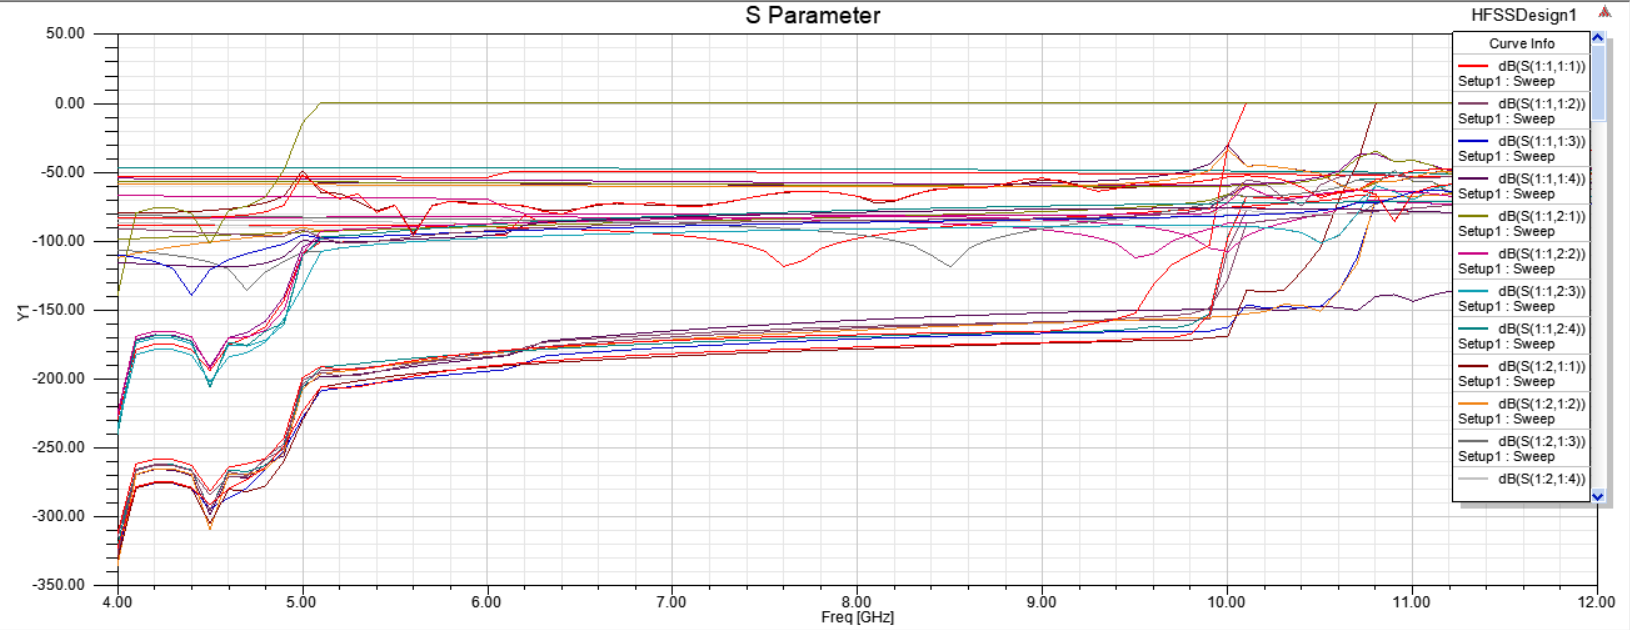 S Parameter
HFSSDesign1
Curve Info
dB(S(1:1,1:1))
Setup1 : Sweep
dB(S(1:1,1:2))
Setup1 : Sweep
dB(S(1:1,1:3))
Setup1 : Sweep
dB(S(1:1,1:4))
Setup1 : Sweep
dB(S(1:1,2:1))
Setup1 : Sweep
dB(S(1:1,2:2))
Setup1 : Sweep
dB(S(1:1,2:3))
Setup1 : Sweep
dB(S(1:1,2:4))
Setup1 : Sweep
dB(S(1:2,1:1))
Setup1 : Sweep
dB(S(1:2,1:2))
Setup1 : Sweep
dB(S(1:2,1:3))
Setup1 : Sweep
dB(S(1:2,1:4))
50.00
0.00
-50.00
-100.00
-150.00
-200.00
-250.00
-300.00
-350.00
Y1
4.00 5.00 6.00 7.00 8.00 9.00 10.00 11.00 12.00
Freq [GHz]